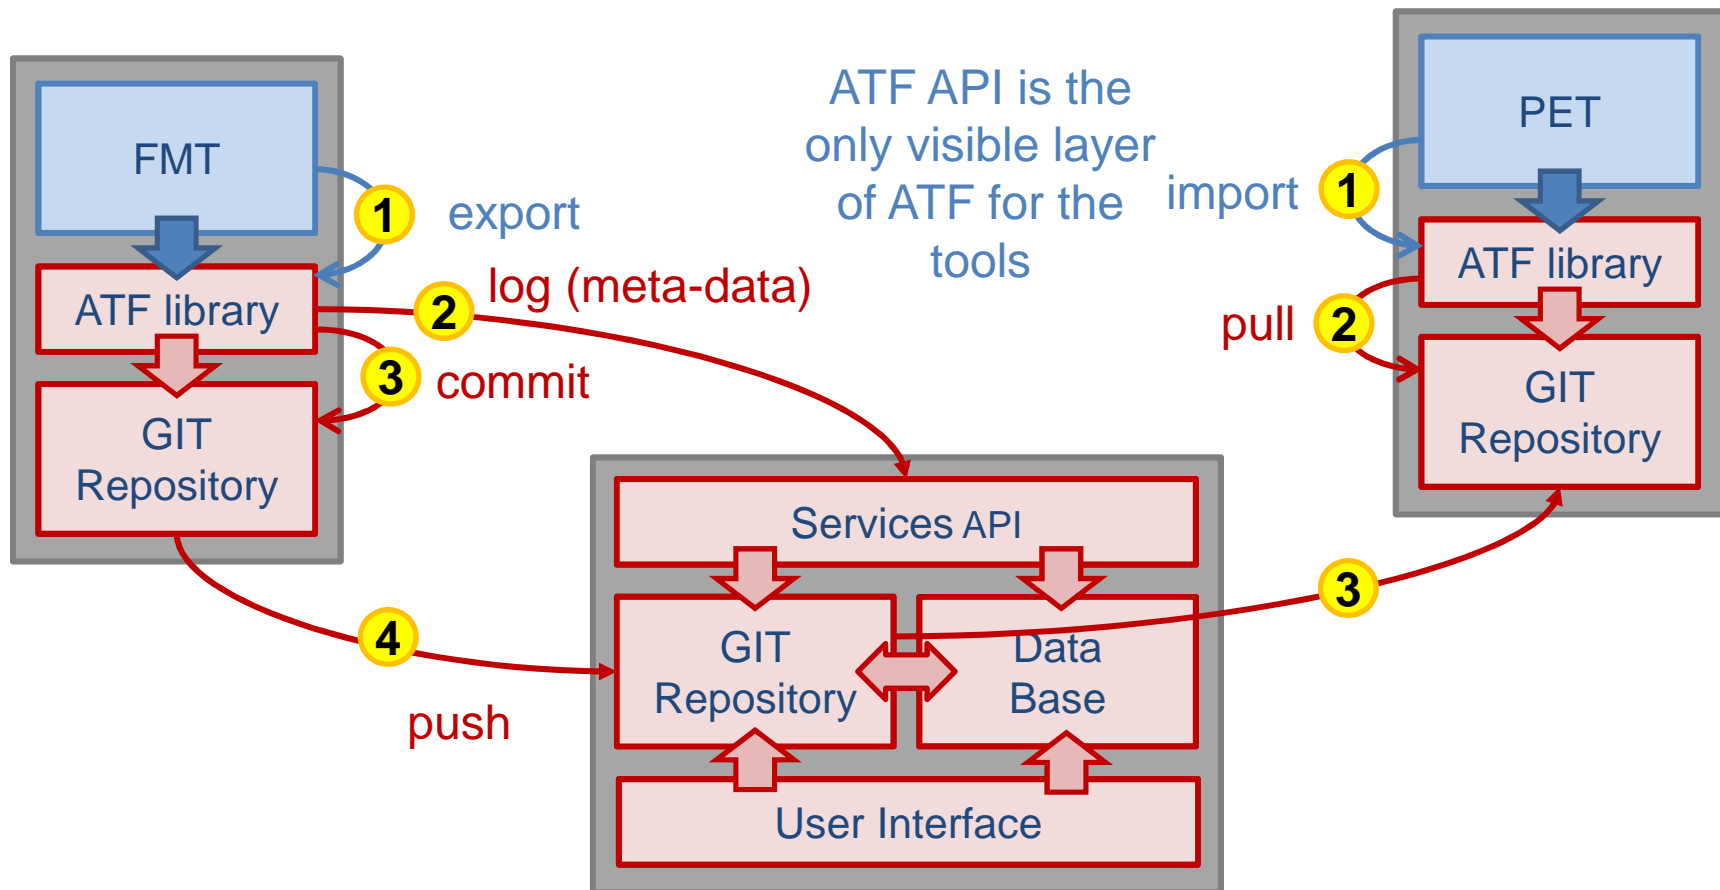 FMT
1
export
ATF library
2
log (meta-data)
3
commit
GIT
Repository
4
push
ATF API is the
only visible layer
of ATF for the
tools
PET
import
1
ATF library
pull
2
GIT
Repository
3
Services API
GIT
Repository
Data
Base
User Interface